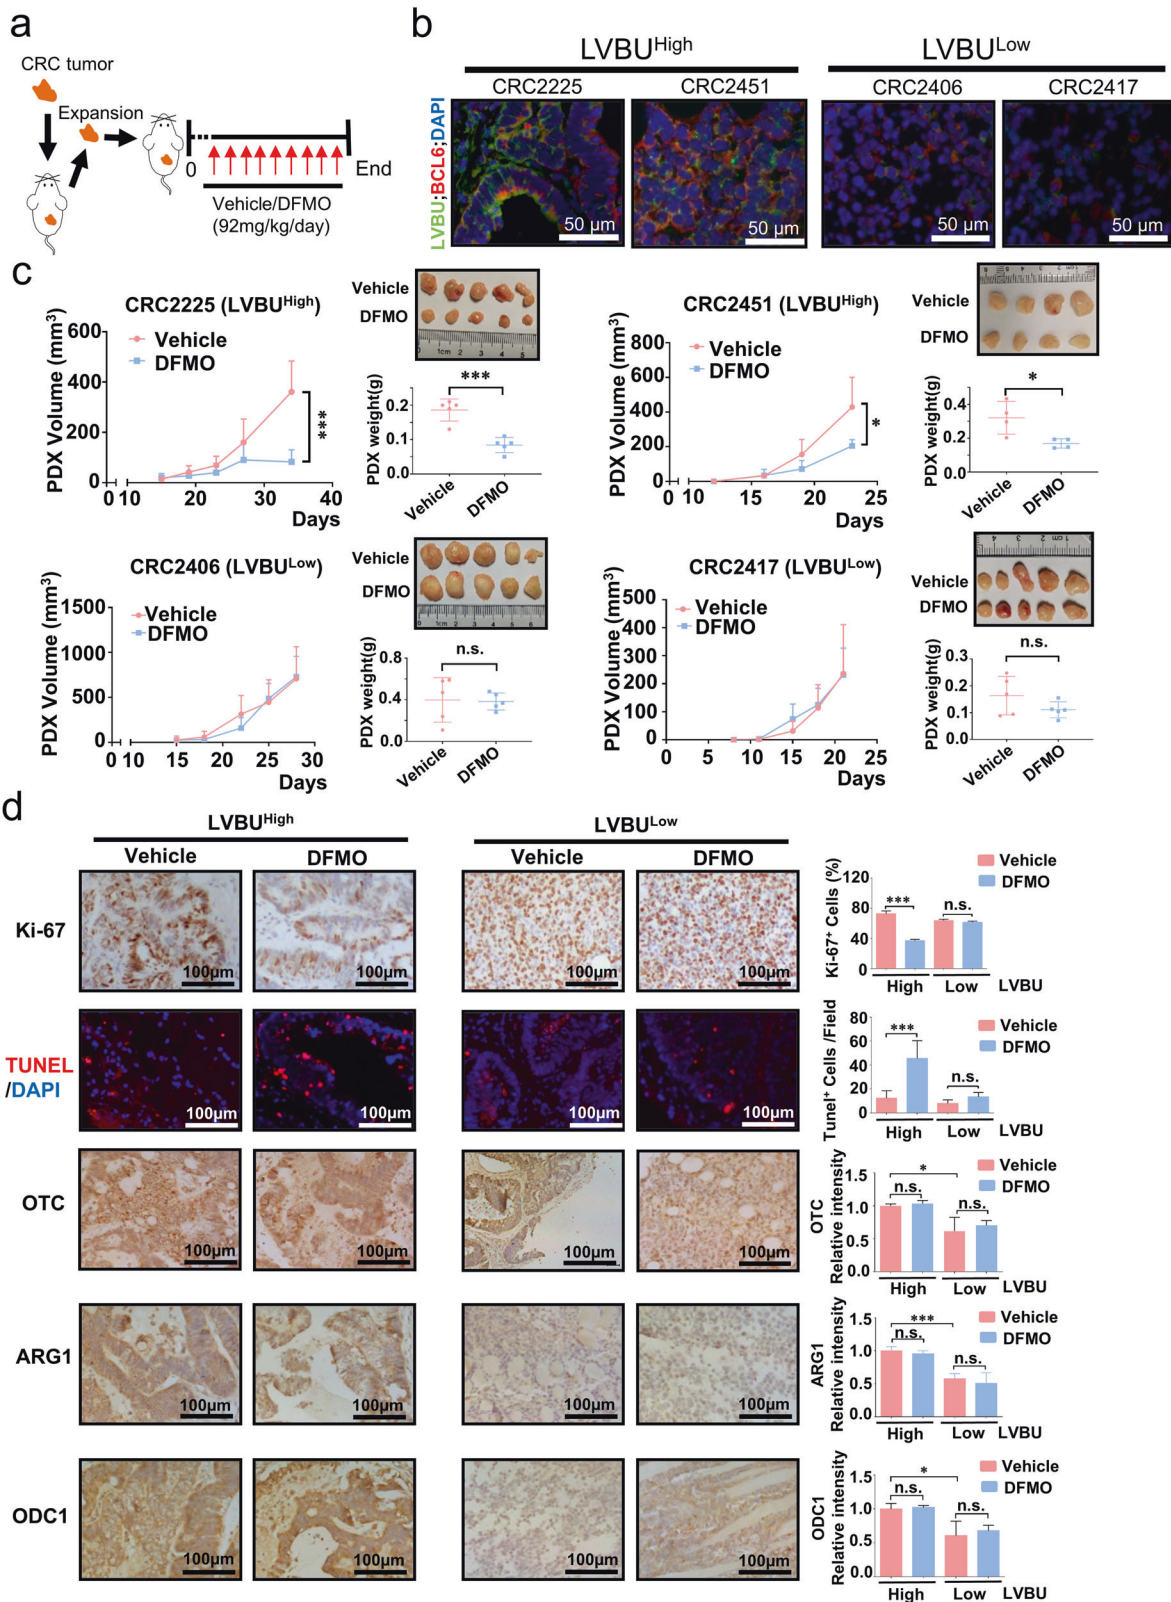 a
CRC tumor
Expansion
0
End
Vehicle/DFMO
(92mg/kg/day)
b
LVBU^High
LVBU^Low
CRC2225
CRC2451
CRC2406
CRC2417
LVBU;BCL6;DAPI
50 μm
50 μm
50 μm
50 μm
c
CRC2225 (LVBU^High)
Vehicle
DFMO
PDX Volume (mm³)
600
400
200
0
***
0 10 20 30 40
Days
Vehicle
DFMO
0 1cm 2 3 4 5
***
PDX weight(g)
0.2
0.1
0.0
Vehicle
DFMO
CRC2451 (LVBU^High)
Vehicle
DFMO
PDX Volume (mm³)
800
600
400
200
0
*
0 10 15 20 25
Days
Vehicle
DFMO
*
PDX weight(g)
0.4
0.2
0.0
Vehicle
DFMO
CRC2406 (LVBU^Low)
Vehicle
DFMO
PDX Volume (mm³)
1500
1000
500
0
0 10 15 20 25 30
Days
Vehicle
DFMO
0 1cm 2 3 4 5 6
n.s.
PDX weight(g)
0.8
0.4
0.0
Vehicle
DFMO
CRC2417 (LVBU^Low)
Vehicle
DFMO
PDX Volume (mm³)
500
400
300
200
100
0
0 5 10 15 20 25
Days
Vehicle
DFMO
n.s.
PDX weight(g)
0.3
0.2
0.1
0.0
Vehicle
DFMO
d
LVBU^High
LVBU^Low
Vehicle
DFMO
Vehicle
DFMO
Ki-67
100μm
100μm
100μm
100μm
Vehicle
DFMO
Ki-67⁺ Cells (%)
120
80
40
0
***
n.s.
High
Low
LVBU
TUNEL
/DAPI
100μm
100μm
100μm
100μm
Vehicle
DFMO
Tunel⁺ Cells /Field
80
60
40
20
0
***
n.s.
High
Low
LVBU
OTC
100μm
100μm
100μm
100μm
Vehicle
DFMO
OTC
Relative intensity
1.5
1.0
0.5
0.0
*
n.s.
n.s.
High
Low
LVBU
ARG1
100μm
100μm
100μm
100μm
Vehicle
DFMO
ARG1
Relative intensity
1.5
1.0
0.5
0.0
***
n.s.
n.s.
High
Low
LVBU
ODC1
100μm
100μm
100μm
100μm
Vehicle
DFMO
ODC1
Relative intensity
1.5
1.0
0.5
0.0
*
n.s.
n.s.
High
Low
LVBU